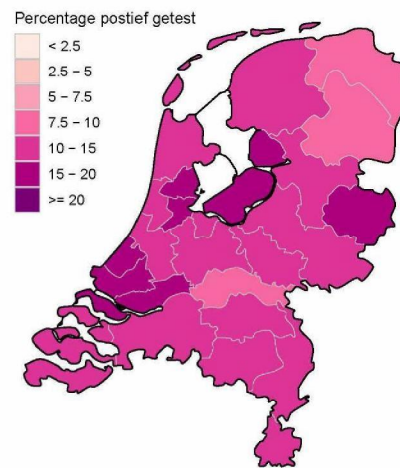 Percentage postief getest
< 2.5
2.5 – 5
5 – 7.5
7.5 – 10
10 – 15
15 – 20
>= 20